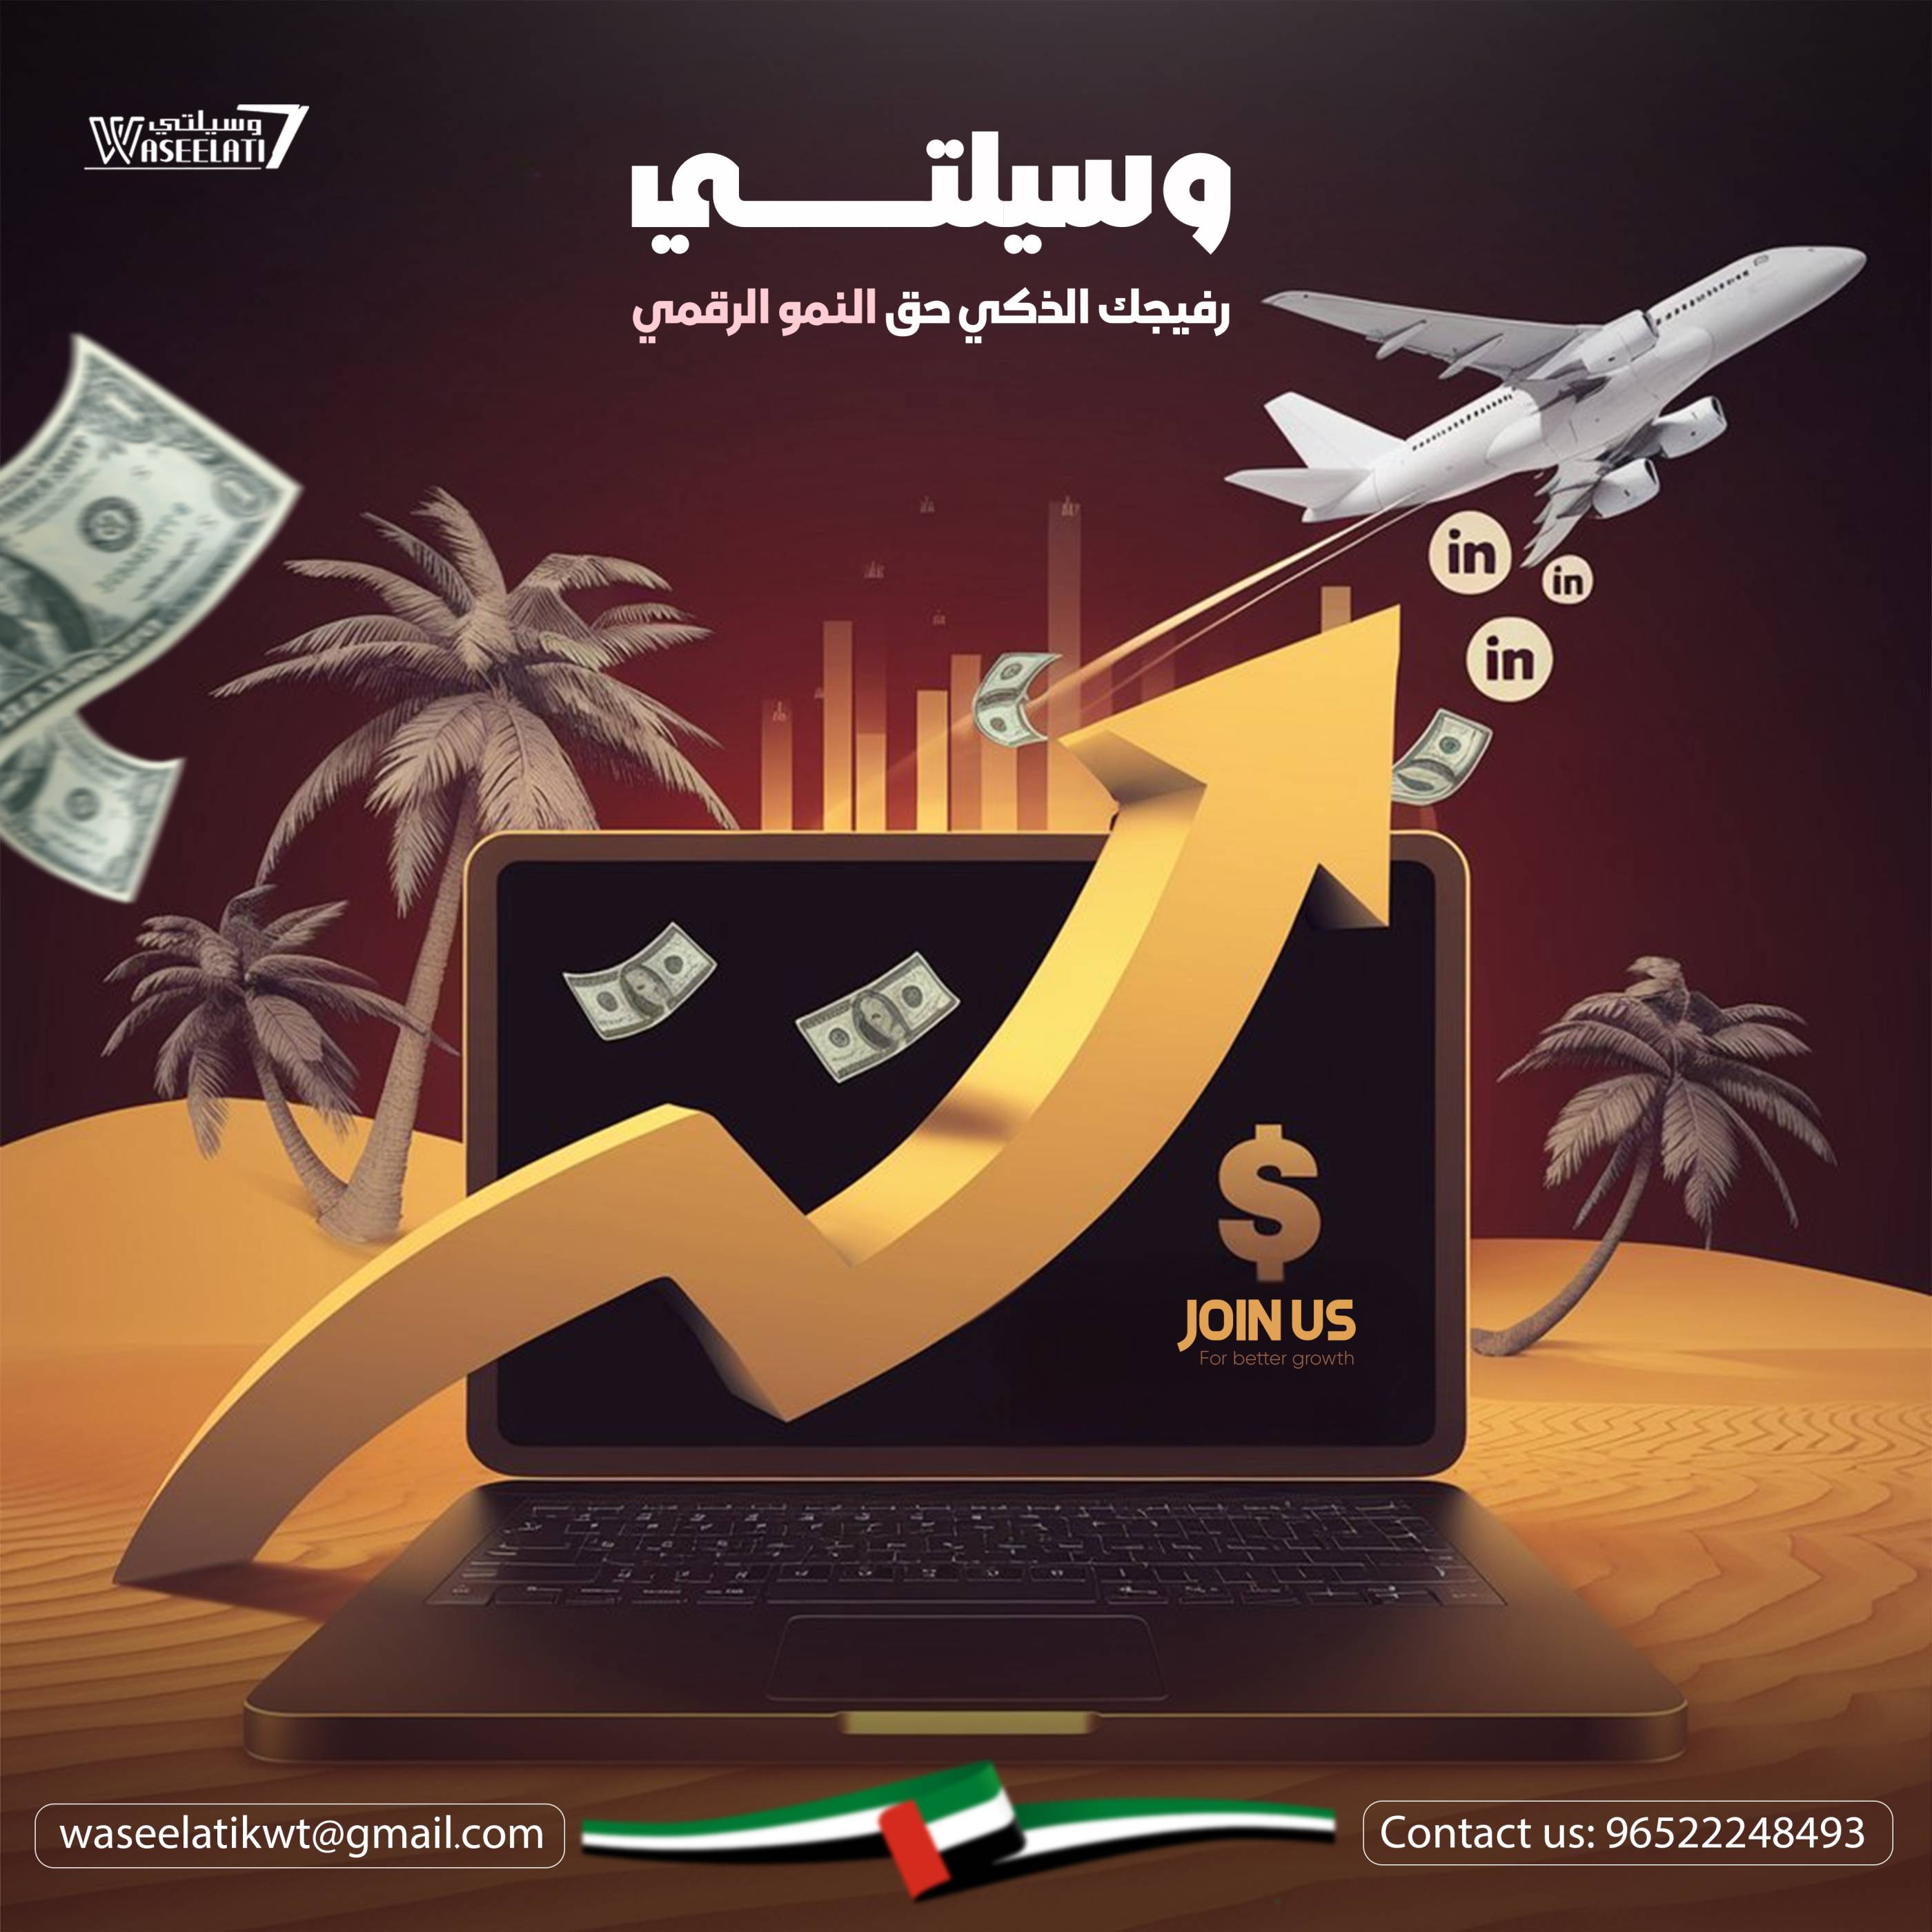 وسيلتي
WASEELATI
وسيلتـــــي
رفيجك الذكي حق النمو الرقمي
in
in
in
$
JOIN US
For better growth
waseelatikwt@gmail.com
Contact us: 96522248493